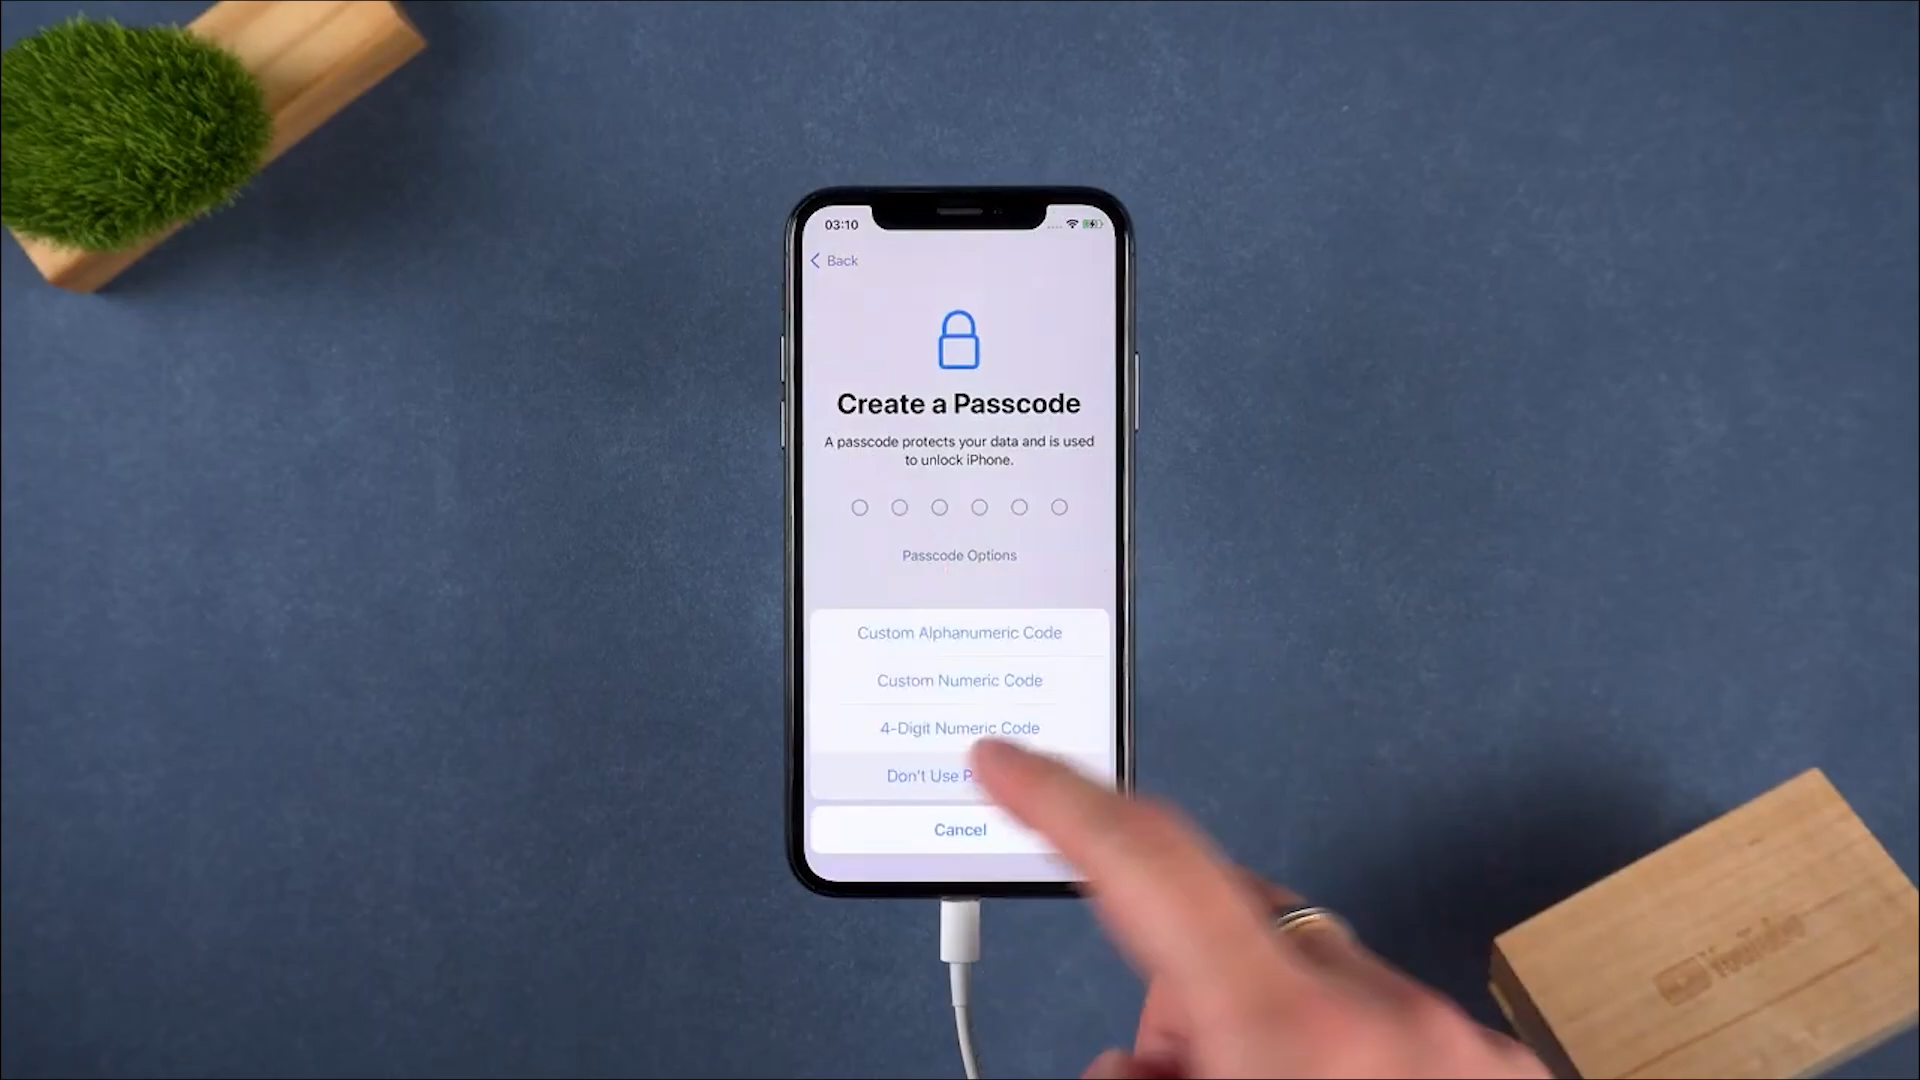 03:10
Back
Create a Passcode
A passcode protects your data and is used
to unlock iPhone.
Passcode Options
Custom Alphanumeric Code
Custom Numeric Code
4-Digit Numeric Code
Don't Use
Cancel
YouTube